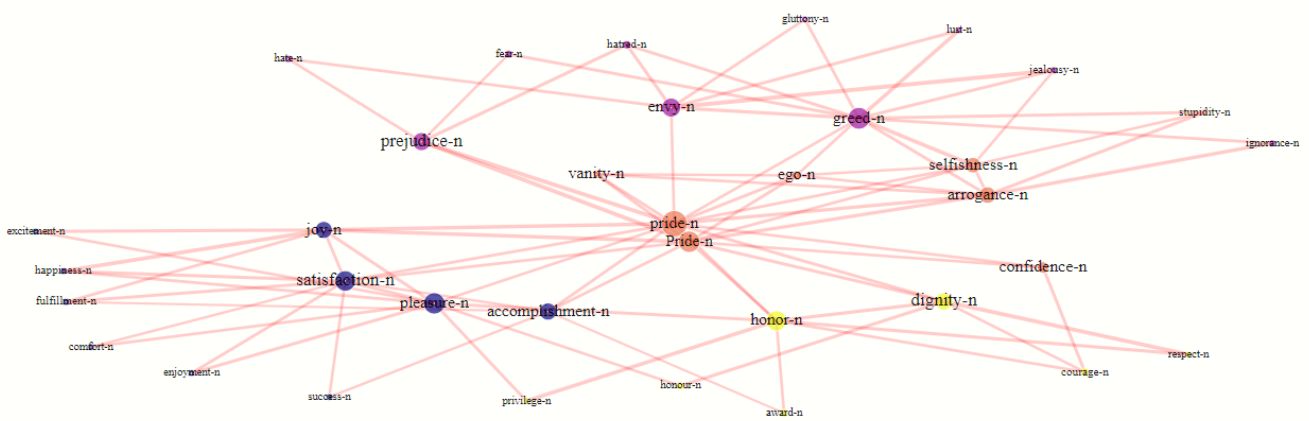 gluttony-n
lust-n
hatred-n
fear-n
hate-n
jealousy-n
envy-n
greed-n
stupidity-n
prejudice-n
ignorance-n
selfishness-n
vanity-n
ego-n
arrogance-n
pride-n
joy-n
excitement-n
Pride-n
confidence-n
happiness-n
satisfaction-n
fulfillment-n
pleasure-n
dignity-n
accomplishment-n
honor-n
comfort-n
respect-n
enjoyment-n
courage-n
honour-n
success-n
privilege-n
award-n